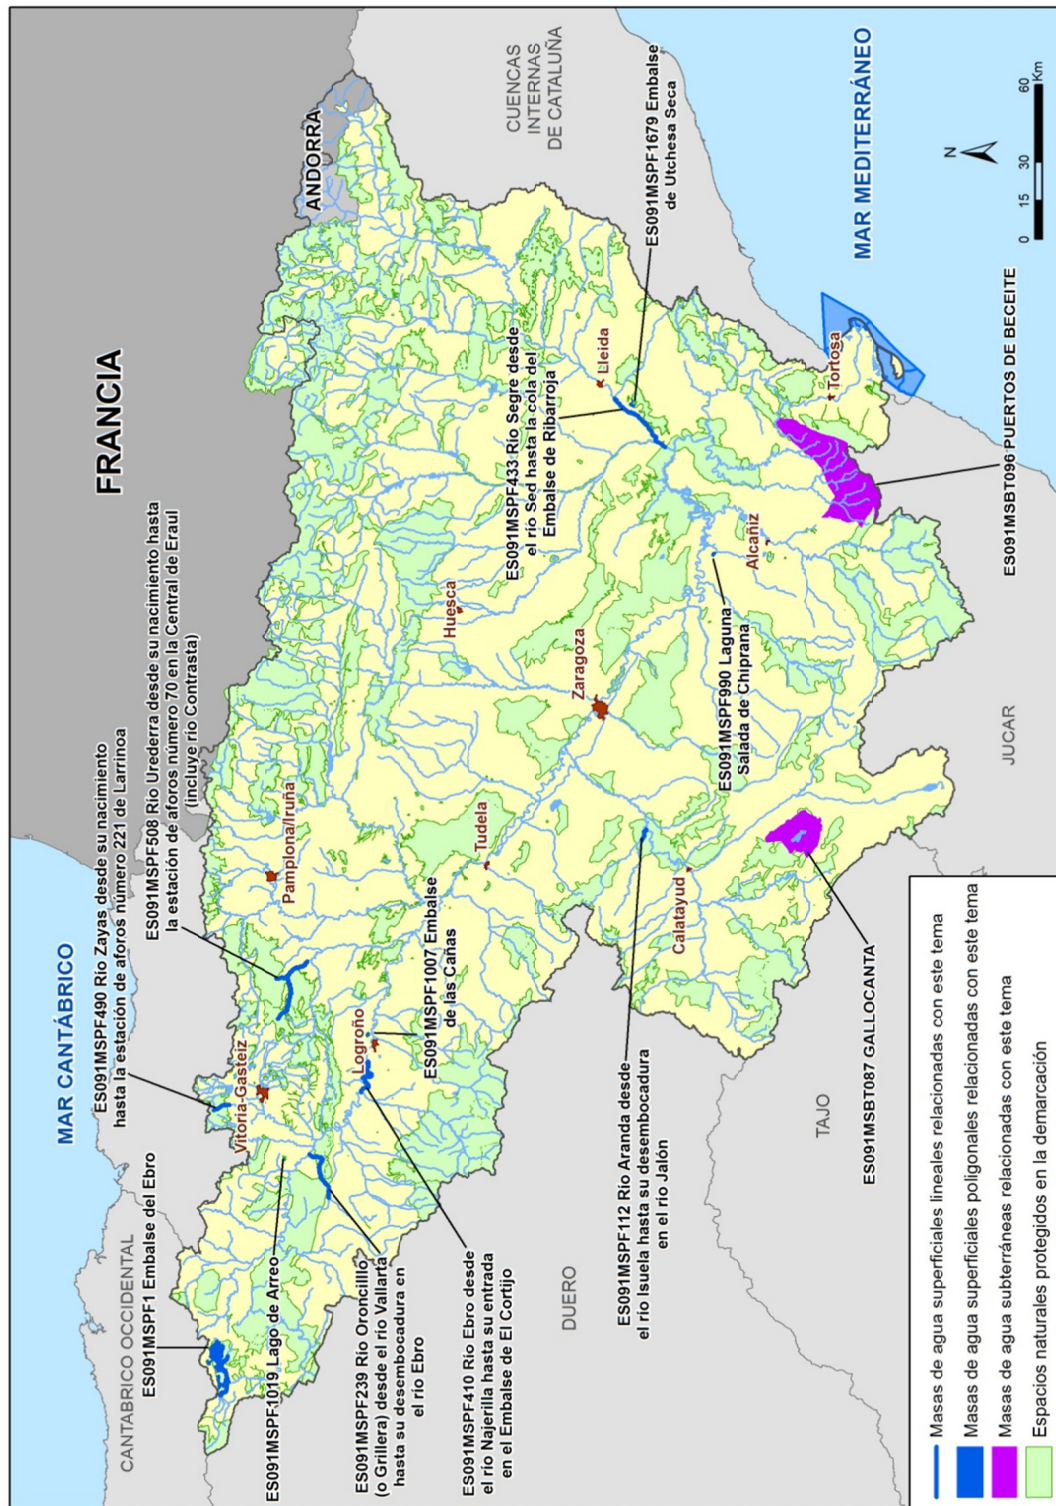 MAR CANTÁBRICO
FRANCIA
ANDORRA
CANTABRICO OCCIDENTAL
ES091MSPF1 Embalse del Ebro
ES091MSPF490 Río Zayas desde su nacimiento
hasta la estación de aforos número 221 de Larrinoa
ES091MSPF508 Río Urederra desde su nacimiento hasta
la estación de aforos número 70 en la Central de Eraul
(incluye río Contrasta)
CUENCAS
INTERNAS
DE CATALUÑA
Vitoria-Gasteiz
Pamplona/Iruña
ES091MSPF1019 Lago de Arreo
Logroño
ES091MSPF1007 Embalse
de las Cañas
ES091MSPF239 Río Oroncillo
(o Grillera) desde el río Vallarta
hasta su desembocadura en
el río Ebro
ES091MSPF410 Río Ebro desde
el río Najerilla hasta su entrada
en el Embalse de El Cortijo
Tudela
Huesca
ES091MSPF433 Río Segre desde
el río Sed hasta la cola del
Embalse de Ribarroja
Lleida
ES091MSPF1679 Embalse
de Utchesa Seca
Zaragoza
DUERO
ES091MSPF112 Río Aranda desde
el río Isuela hasta su desembocadura
en el río Jalón
Calatayud
ES091MSPF990 Laguna
Salada de Chiprana
Alcañiz
Tortosa
MAR MEDITERRÁNEO
TAJO
ES091MSBT087 GALLOCANTA
JUCAR
ES091MSBT096 PUERTOS DE BECEITE
N
0 15 30 60
Km
Masas de agua superficiales lineales relacionadas con este tema
Masas de agua superficiales poligonales relacionadas con este tema
Masas de agua subterráneas relacionadas con este tema
Espacios naturales protegidos en la demarcación